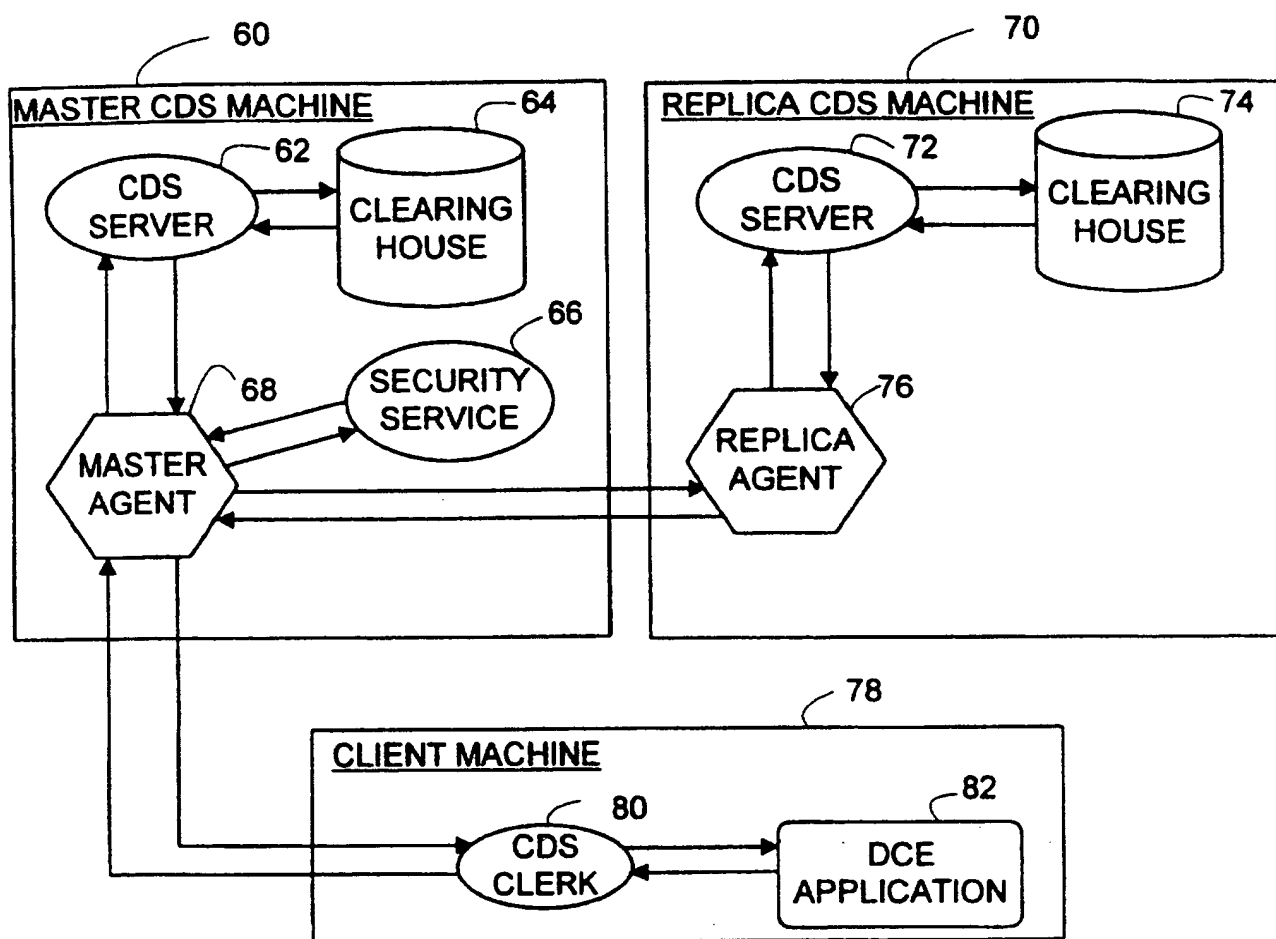 60
70
MASTER CDS MACHINE
64
62
CDS
SERVER
CLEARING
HOUSE
66
68
SECURITY
SERVICE
MASTER
AGENT
REPLICA CDS MACHINE
74
72
CDS
SERVER
CLEARING
HOUSE
76
REPLICA
AGENT
78
CLIENT MACHINE
80
82
CDS
CLERK
DCE
APPLICATION